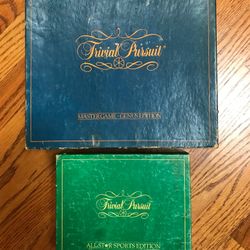 Trivial Pursuit
MASTER GAME - GENUS EDITION
Trivial Pursuit
ALL-STAR SPORTS EDITION